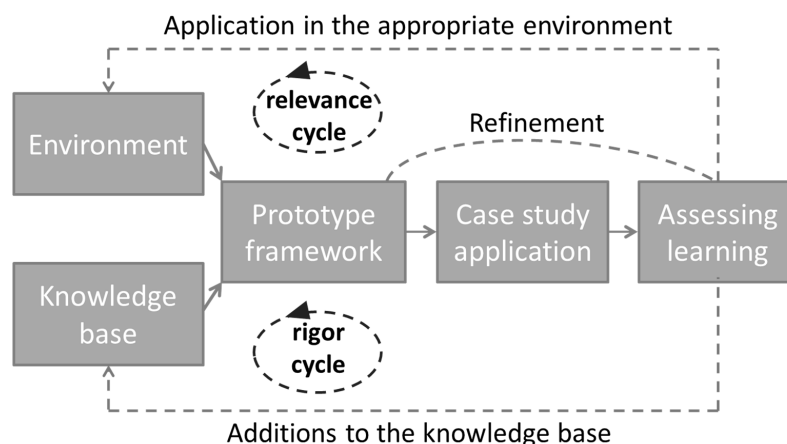 Application in the appropriate environment
relevance
cycle
Environment
Refinement
Prototype
framework
Case study
application
Assessing
learning
Knowledge
base
rigor
cycle
Additions to the knowledge base